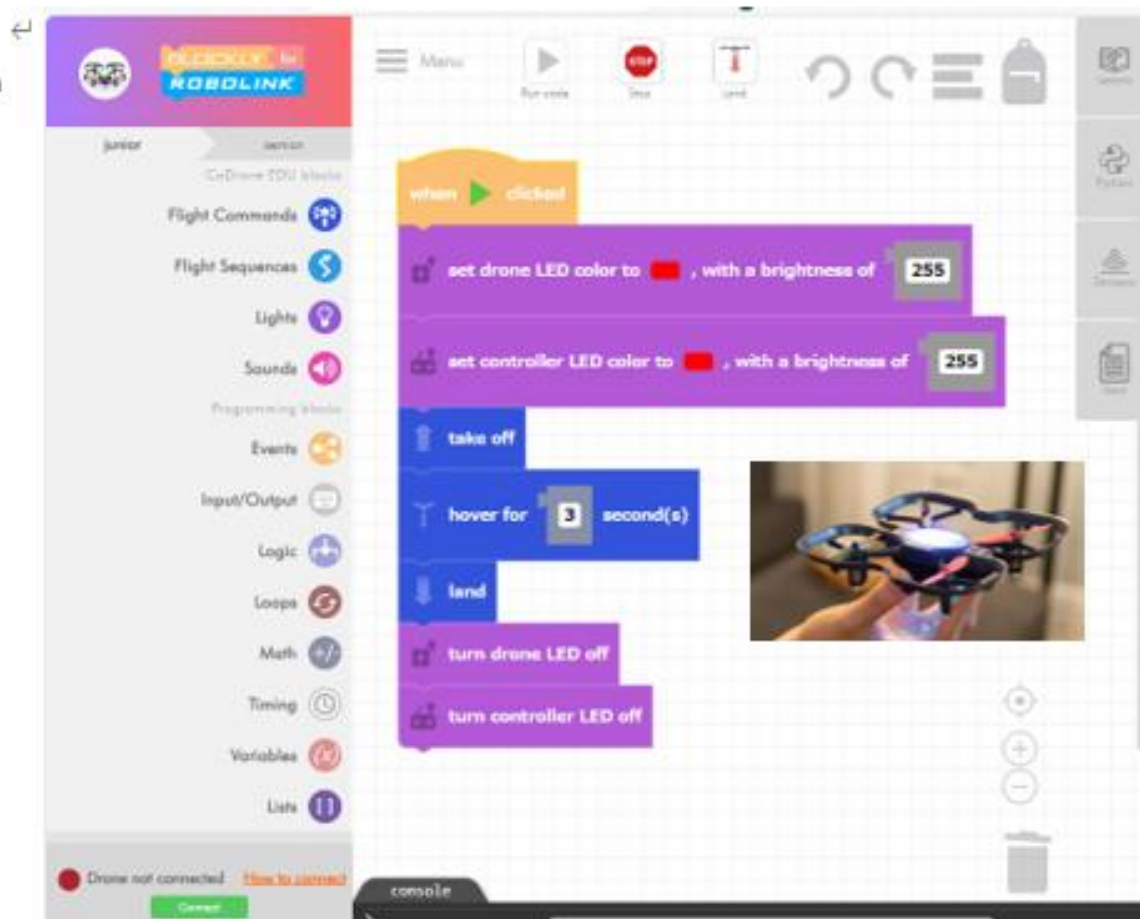 BLOCKLY for
ROBOLINK
Menu
Run code
Stop
Land
junior
senior
CoDrone EDU blocks
Flight Commands
Flight Sequences
Lights
Sounds
Programming blocks
Events
Input/Output
Logic
Loops
Math
Timing
Variables
Lists
Drone not connected How to connect
Connect
when clicked
set drone LED color to , with a brightness of 255
set controller LED color to , with a brightness of 255
take off
hover for 3 second(s)
land
turn drone LED off
turn controller LED off
Python
console